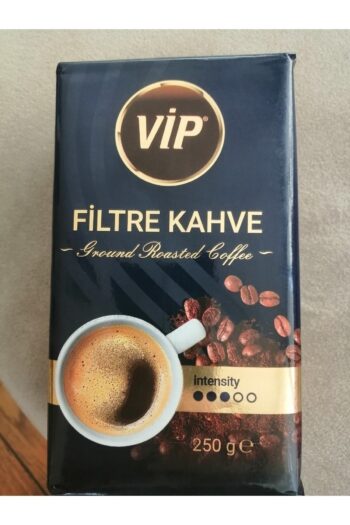 VİP®
FİLTRE KAHVE
~ Ground Roasted Coffee ~
intensity
250 g ℮